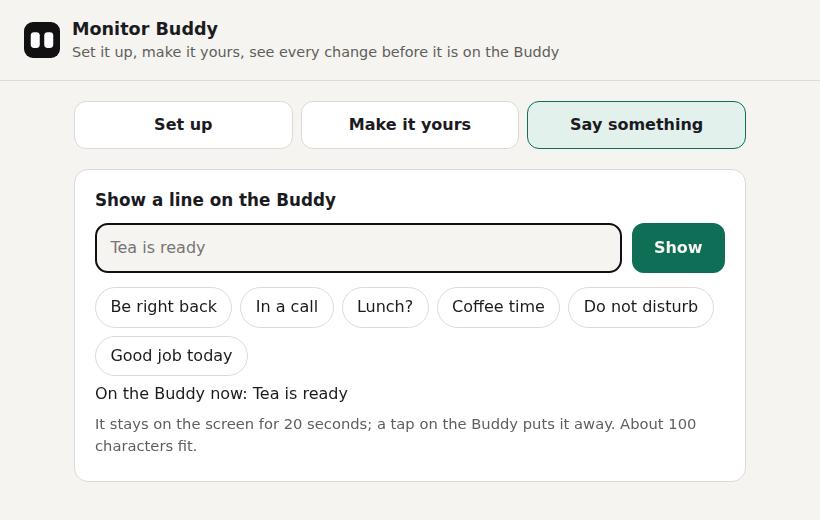 Monitor Buddy
Set it up, make it yours, see every change before it is on the Buddy
Set up
Make it yours
Say something
Show a line on the Buddy
Tea is ready
Show
Be right back
In a call
Lunch?
Coffee time
Do not disturb
Good job today
On the Buddy now: Tea is ready
It stays on the screen for 20 seconds; a tap on the Buddy puts it away. About 100
characters fit.